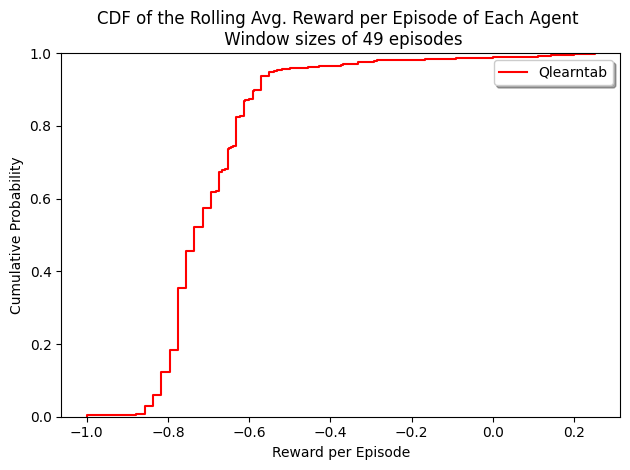 CDF of the Rolling Avg. Reward per Episode of Each Agent
Window sizes of 49 episodes
Qlearntab
1.0
0.8
0.6
0.4
0.2
0.0
Cumulative Probability
−1.0 −0.8 −0.6 −0.4 −0.2 0.0 0.2
Reward per Episode